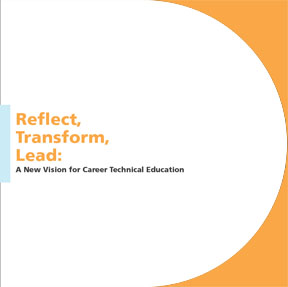 Reflect,
Transform,
Lead:
A New Vision for Career Technical Education